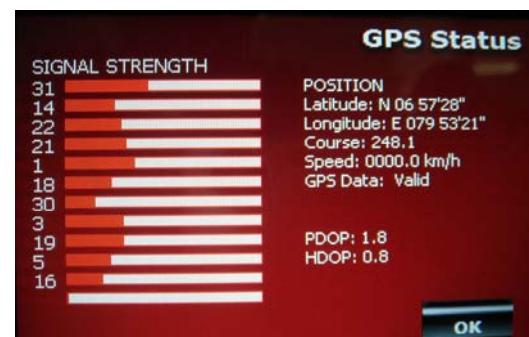 GPS Status
SIGNAL STRENGTH
31
14
22
21
1
18
30
3
19
5
16
POSITION
Latitude: N 06 57'28"
Longitude: E 079 53'21"
Course: 248.1
Speed: 0000.0 km/h
GPS Data: Valid
PDOP: 1.8
HDOP: 0.8
OK